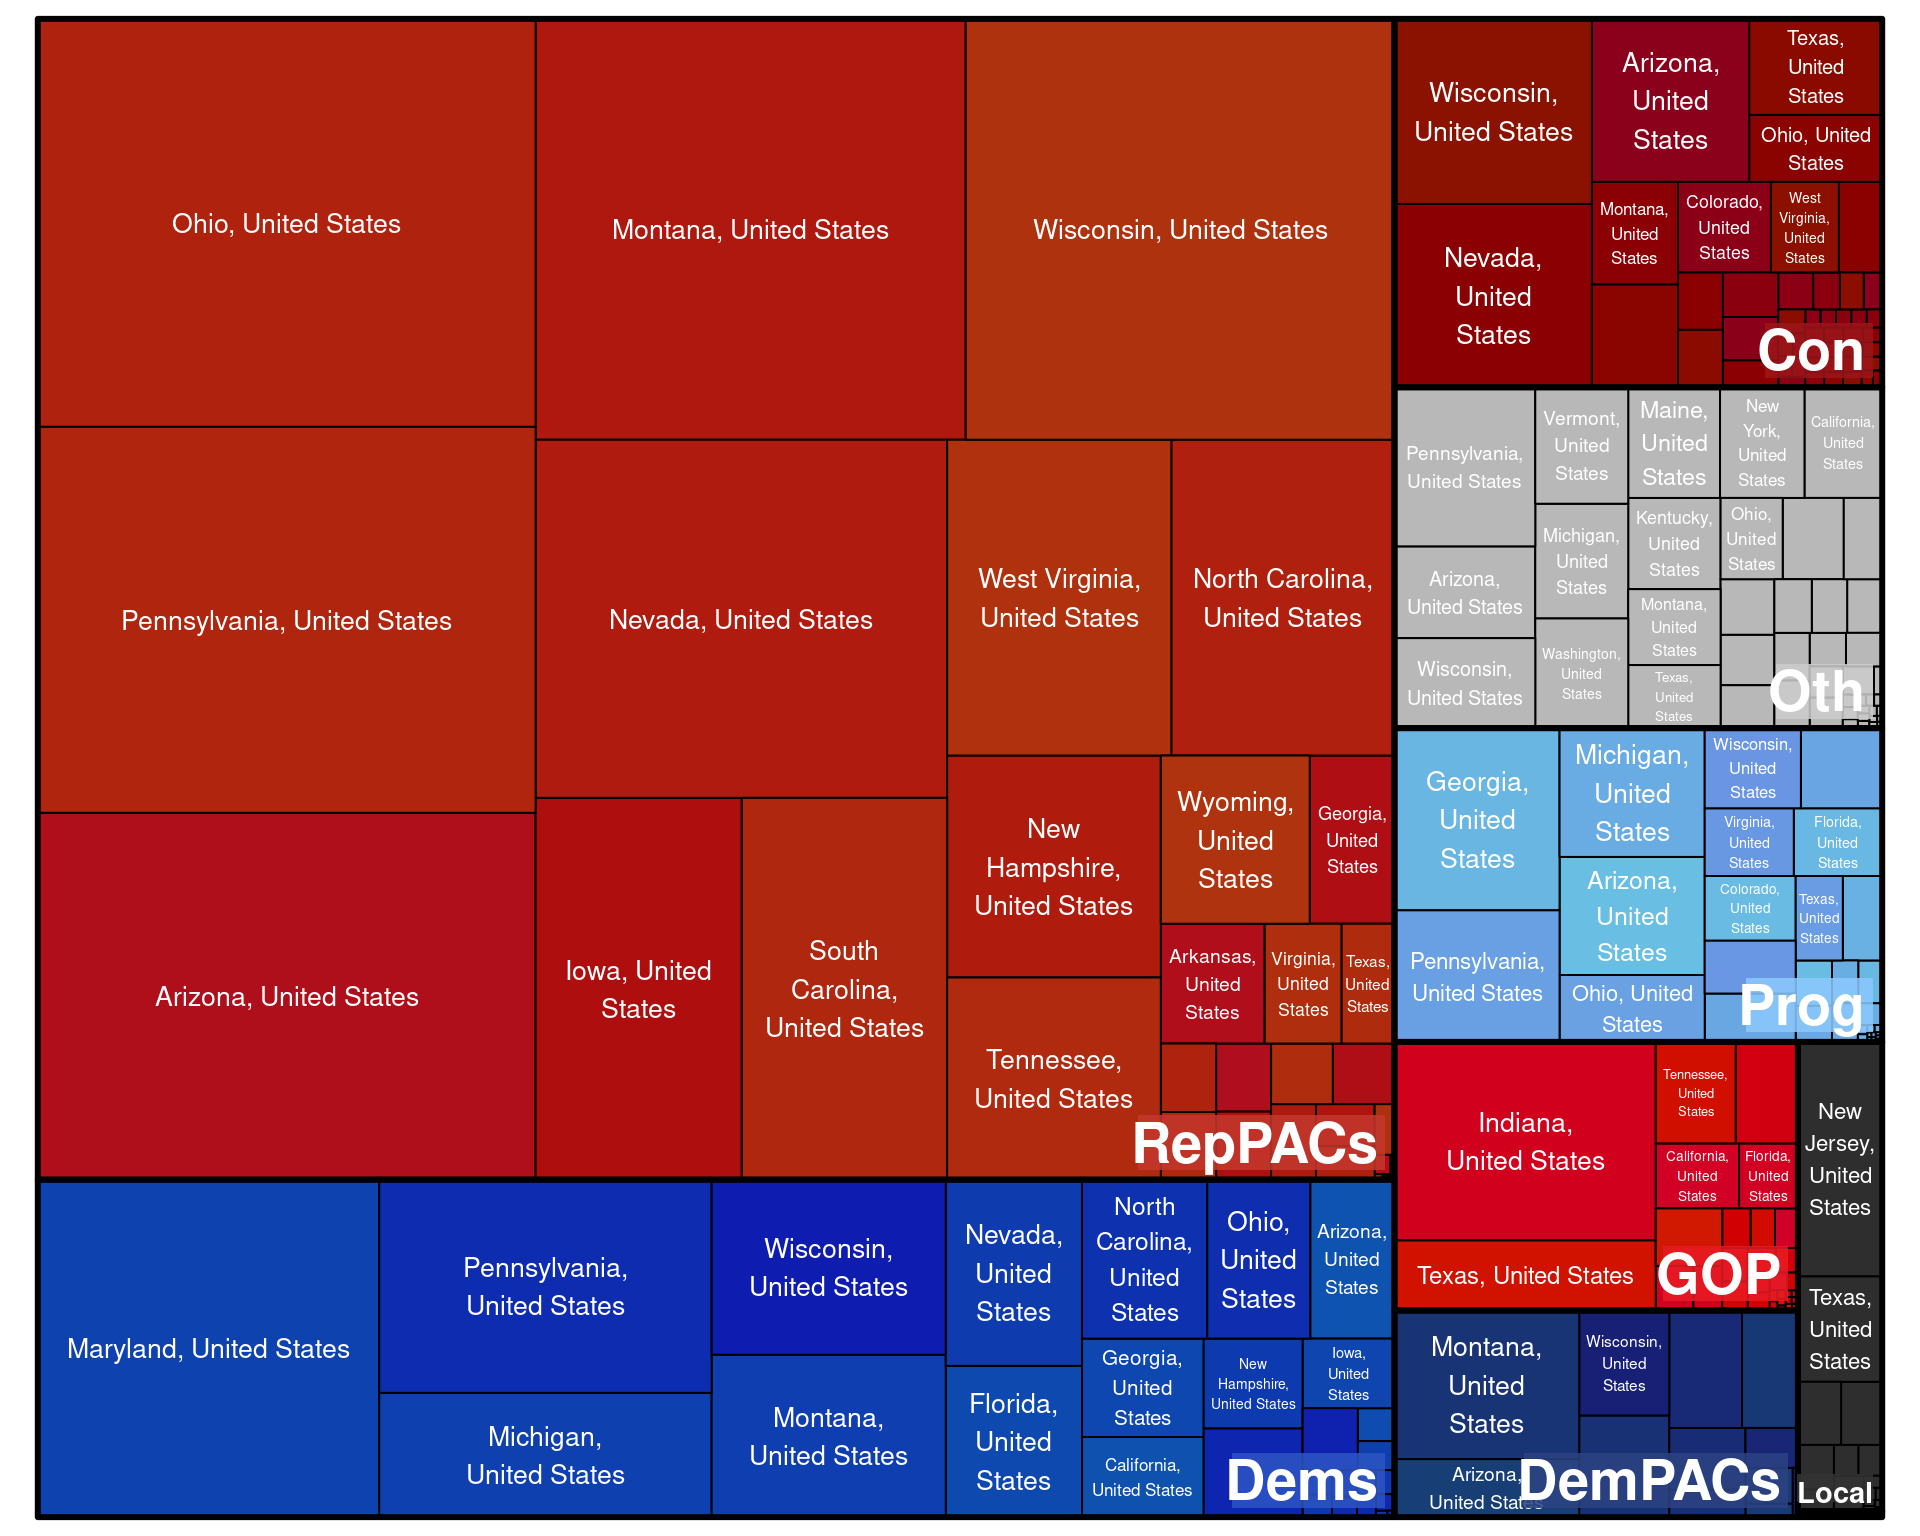 Ohio, United States
Montana, United States
Wisconsin, United States
Pennsylvania, United States
Nevada, United States
West Virginia,
United States
North Carolina,
United States
Arizona, United States
Iowa, United
States
South
Carolina,
United States
New
Hampshire,
United States
Wyoming,
United
States
Georgia,
United
States
Arkansas,
United
States
Virginia,
United
States
Texas,
United
States
Tennessee,
United States
RepPACs
Maryland, United States
Pennsylvania,
United States
Michigan,
United States
Wisconsin,
United States
Montana,
United States
Nevada,
United
States
Florida,
United
States
North
Carolina,
United
States
Ohio,
United
States
Arizona,
United
States
Georgia,
United
States
New
Hampshire,
United States
Iowa,
United
States
California,
United States
Dems
Wisconsin,
United States
Arizona,
United
States
Texas,
United
States
Ohio, United
States
Nevada,
United
States
Montana,
United
States
Colorado,
United
States
West
Virginia,
United
States
Con
Pennsylvania,
United States
Vermont,
United
States
Maine,
United
States
New
York,
United
States
California,
United
States
Michigan,
United
States
Kentucky,
United
States
Ohio,
United
States
Arizona,
United States
Montana,
United
States
Wisconsin,
United States
Washington,
United
States
Texas,
United
States
Oth
Georgia,
United
States
Michigan,
United
States
Wisconsin,
United
States
Virginia,
United
States
Florida,
United
States
Arizona,
United
States
Colorado,
United
States
Texas,
United
States
Pennsylvania,
United States
Ohio, United
States
Prog
Indiana,
United States
Tennessee,
United
States
California,
United
States
Florida,
United
States
Texas, United States
GOP
New
Jersey,
United
States
Texas,
United
States
Local
Montana,
United
States
Wisconsin,
United
States
Arizona,
United States
DemPACs